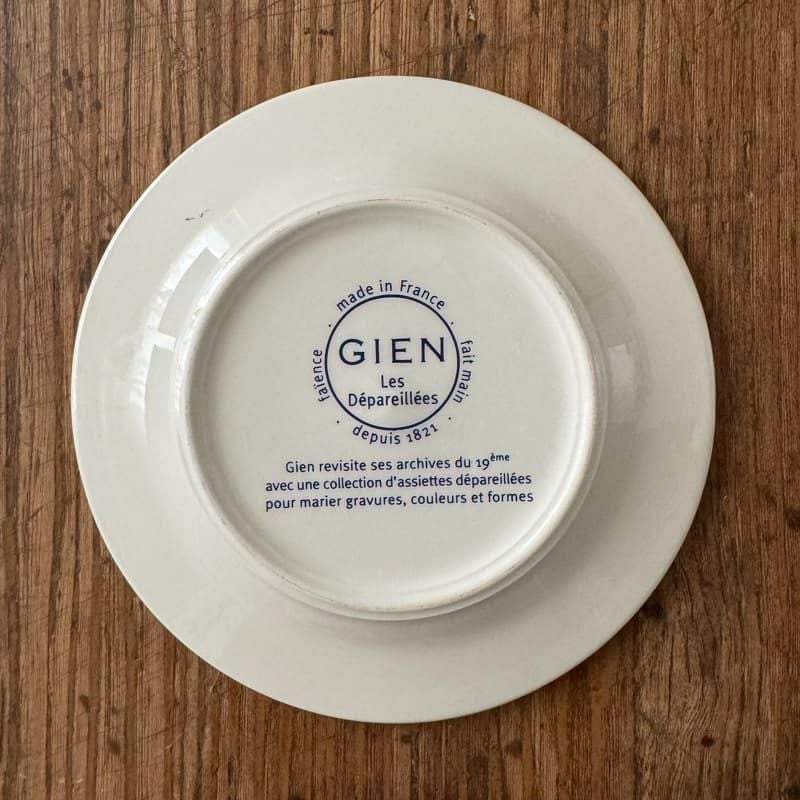 made in France
GIEN
Les
Dépareillées
faïence
fait main
depuis 1821
Gien revisite ses archives du 19ème
avec une collection d'assiettes dépareillées
pour marier gravures, couleurs et formes